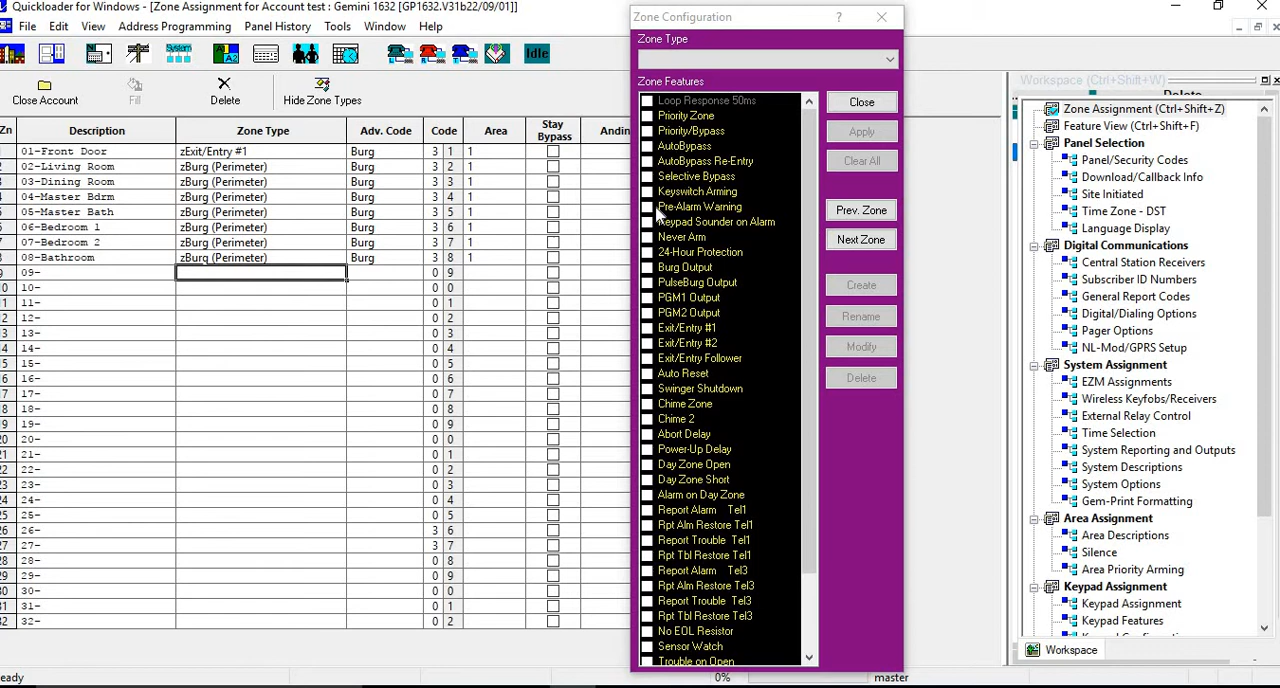 Quickloader for Windows - [Zone Assignment for Account test : Gemini 1632 [GP1632.V31b22/09/01]]
File Edit View Address Programming Panel History Tools Window Help
System
Idle
Close Account Fill Delete Hide Zone Types
Zn Description Zone Type Adv. Code Code Area Stay Bypass Andin
1 01-Front Door zExit/Entry #1 Burg 3 1 1
2 02-Living Room zBurg (Perimeter) Burg 3 2 1
3 03-Dining Room zBurg (Perimeter) Burg 3 3 1
4 04-Master Bdrm zBurg (Perimeter) Burg 3 4 1
5 05-Master Bath zBurg (Perimeter) Burg 3 5 1
6 06-Bedroom 1 zBurg (Perimeter) Burg 3 6 1
7 07-Bedroom 2 zBurg (Perimeter) Burg 3 7 1
8 08-Bathroom zBurg (Perimeter) Burg 3 8 1
9 09- 0 9
10- 0 0
11- 0 1
12- 0 2
13- 0 3
14- 0 4
15- 0 5
16- 0 6
17- 0 7
18- 0 8
19- 0 9
20- 0 0
21- 0 1
22- 0 2
23- 0 3
24- 0 4
25- 0 5
26- 3 6
27- 3 7
28- 0 8
29- 0 9
30- 0 0
31- 0 1
32- 0 2
ady
0%
master
Zone Configuration
?
Zone Type
Zone Features
Loop Response 50ms
Priority Zone
Priority/Bypass
AutoBypass
AutoBypass Re-Entry
Selective Bypass
Keyswitch Arming
Pre-Alarm Warning
Keypad Sounder on Alarm
Never Arm
24-Hour Protection
Burg Output
PulseBurg Output
PGM1 Output
PGM2 Output
Exit/Entry #1
Exit/Entry #2
Exit/Entry Follower
Auto Reset
Swinger Shutdown
Chime Zone
Chime 2
Abort Delay
Power-Up Delay
Day Zone Open
Day Zone Short
Alarm on Day Zone
Report Alarm Tel1
Rpt Alm Restore Tel1
Report Trouble Tel1
Rpt Tbl Restore Tel1
Report Alarm Tel3
Rpt Alm Restore Tel3
Report Trouble Tel3
Rpt Tbl Restore Tel3
No EOL Resistor
Sensor Watch
Trouble on Open
Close
Apply
Clear All
Prev. Zone
Next Zone
Create
Rename
Modify
Delete
Workspace (Ctrl+Shift+W)
Delete
Zone Assignment (Ctrl+Shift+Z)
Feature View (Ctrl+Shift+F)
Panel Selection
Panel/Security Codes
Download/Callback Info
Site Initiated
Time Zone - DST
Language Display
Digital Communications
Central Station Receivers
Subscriber ID Numbers
General Report Codes
Digital/Dialing Options
Pager Options
NL-Mod/GPRS Setup
System Assignment
EZM Assignments
Wireless Keyfobs/Receivers
External Relay Control
Time Selection
System Reporting and Outputs
System Descriptions
System Options
Gem-Print Formatting
Area Assignment
Area Descriptions
Silence
Area Priority Arming
Keypad Assignment
Keypad Assignment
Keypad Features
Workspace